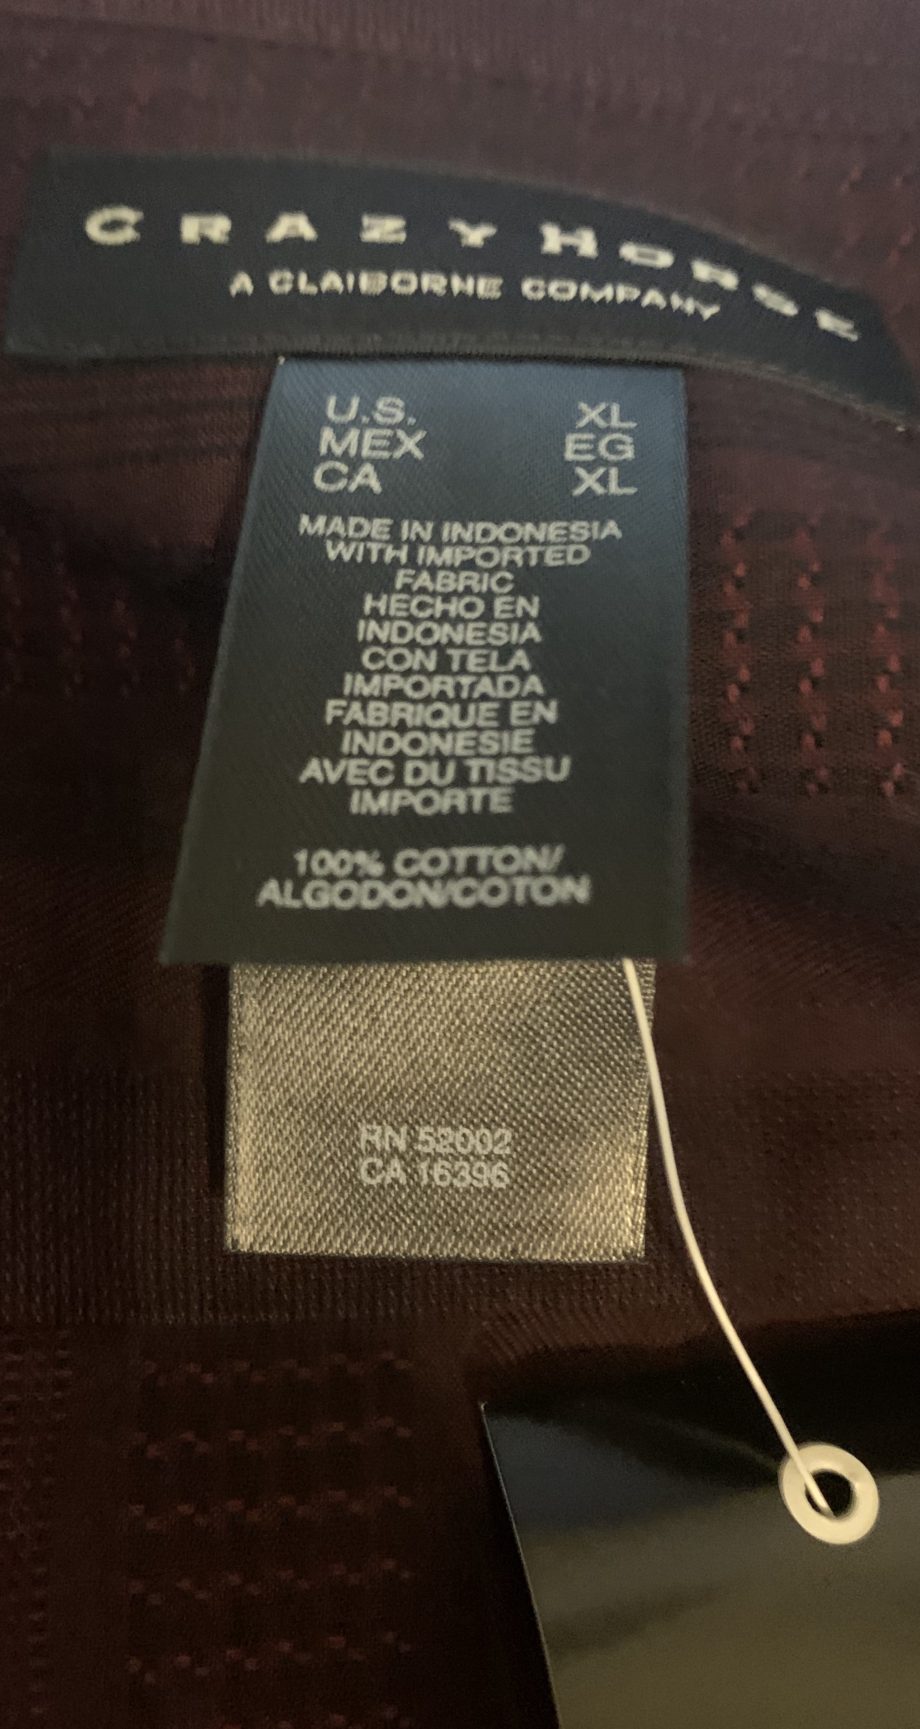 CRAZY HORSE
A CLAIBORNE COMPANY
U.S. XL
MEX EG
CA XL
MADE IN INDONESIA
WITH IMPORTED
FABRIC
HECHO EN
INDONESIA
CON TELA
IMPORTADA
FABRIQUE EN
INDONESIE
AVEC DU TISSU
IMPORTE
100% COTTON/
ALGODON/COTON
RN 52002
CA 16396